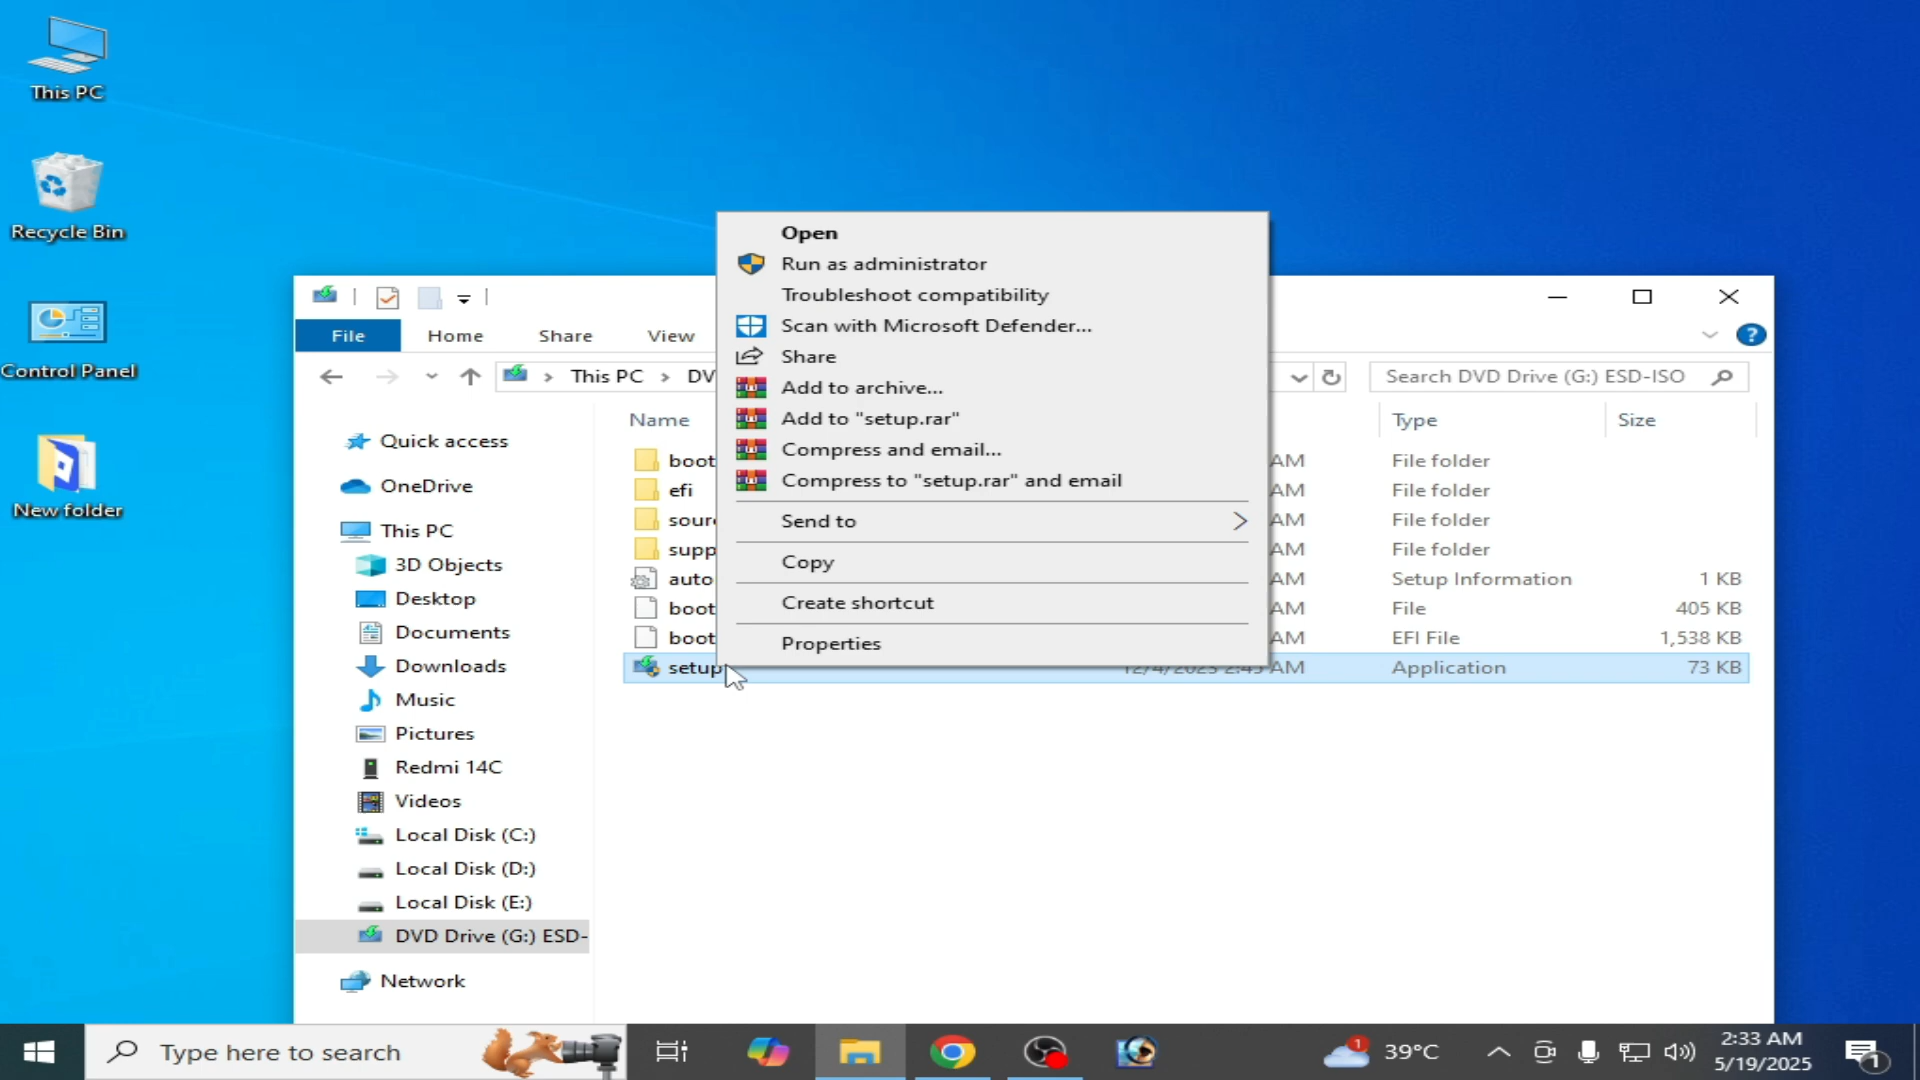 This PC
Recycle Bin
Control Panel
New folder
File
Home
Share
View
This PC
DV
Search DVD Drive (G:) ESD-ISO
Name
Type
Size
Quick access
OneDrive
This PC
3D Objects
Desktop
Documents
Downloads
Music
Pictures
Redmi 14C
Videos
Local Disk (C:)
Local Disk (D:)
Local Disk (E:)
DVD Drive (G:) ESD-
Network
boot AM File folder
efi AM File folder
sour AM File folder
supp AM File folder
auto AM Setup Information 1 KB
boot AM File 405 KB
boot AM EFI File 1,538 KB
setup AM Application 73 KB
Open
Run as administrator
Troubleshoot compatibility
Scan with Microsoft Defender...
Share
Add to archive...
Add to "setup.rar"
Compress and email...
Compress to "setup.rar" and email
Send to
Copy
Create shortcut
Properties
Type here to search
1
39°C
2:33 AM
5/19/2025
1